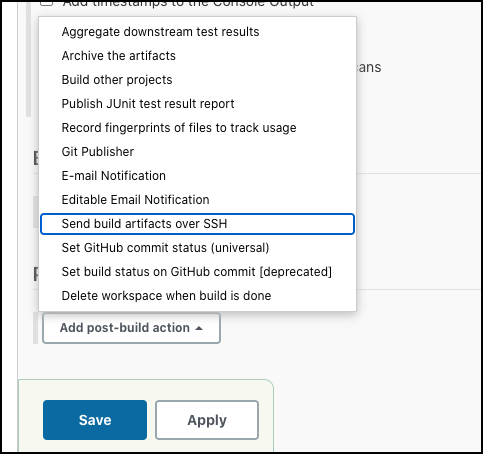 Add timestamps to the Console Output
Aggregate downstream test results
Archive the artifacts
Build other projects
cans
Publish JUnit test result report
Record fingerprints of files to track usage
Git Publisher
E-mail Notification
Editable Email Notification
Send build artifacts over SSH
Set GitHub commit status (universal)
Set build status on GitHub commit [deprecated]
Delete workspace when build is done
Add post-build action
Save
Apply